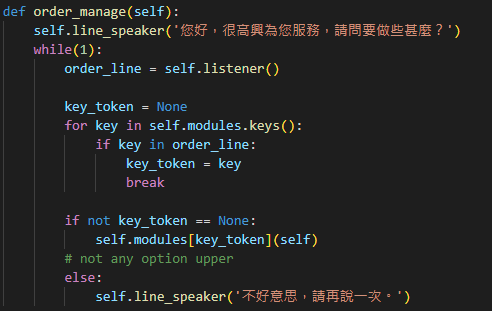 def order_manage(self):
    self.line_speaker('您好，很高興為您服務，請問要做些甚麼？')
    while(1):
        order_line = self.listener()

        key_token = None
        for key in self.modules.keys():
            if key in order_line:
                key_token = key
                break

        if not key_token == None:
            self.modules[key_token](self)
        # not any option upper
        else:
            self.line_speaker('不好意思，請再說一次。')